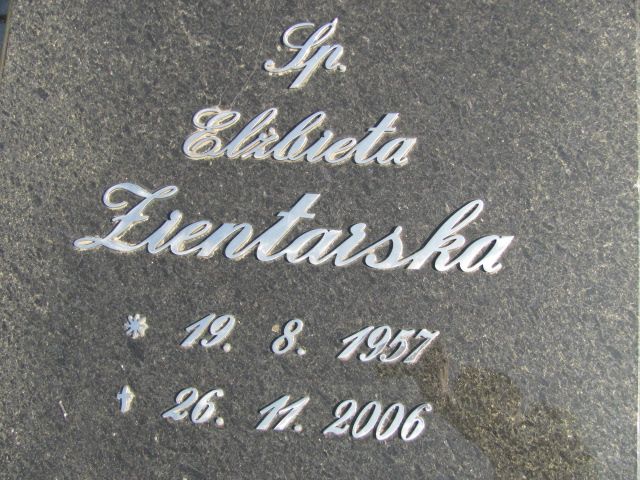 Śp.
Elżbieta
Zientarska
* 19. 8. 1957
† 26. 11. 2006